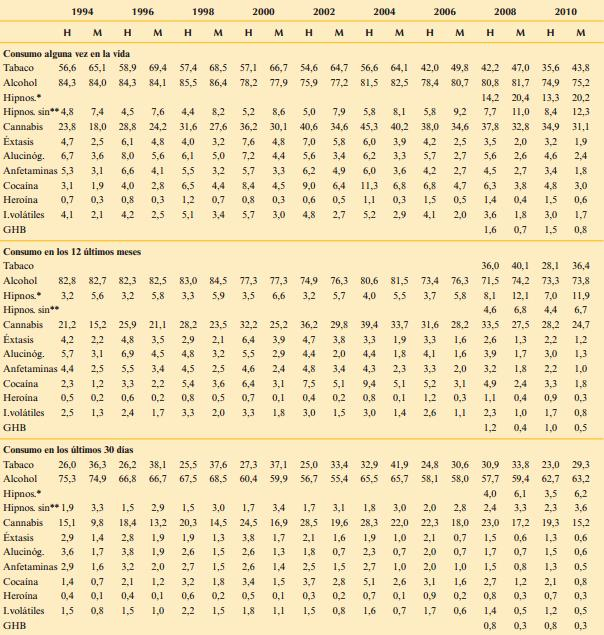 1994 1996 1998 2000 2002 2004 2006 2008 2010
H M H M H M H M H M H M H M H M H M
Consumo alguna vez en la vida
Tabaco 56,6 65,1 58,9 69,4 57,4 68,5 57,1 66,7 54,6 64,7 56,6 64,1 42,0 49,8 42,2 47,0 35,6 43,8
Alcohol 84,3 84,0 84,3 84,1 85,5 86,4 78,2 77,9 75,9 77,2 81,5 82,5 78,4 80,7 80,8 81,7 74,9 75,2
Hipnos.* 14,2 20,4 13,3 20,2
Hipnos. sin** 4,8 7,4 4,5 7,6 4,4 8,2 5,2 8,6 5,0 7,9 5,8 8,1 5,8 9,2 7,7 11,0 8,4 12,3
Cannabis 23,8 18,0 28,8 24,2 31,6 27,6 36,2 30,1 40,6 34,6 45,3 40,2 38,0 34,6 37,8 32,8 34,9 31,1
Éxtasis 4,7 2,5 6,1 4,8 4,0 3,2 7,6 4,8 7,0 5,8 6,0 3,9 4,2 2,5 3,5 2,0 3,2 1,9
Alucinóg. 6,7 3,6 8,0 5,6 6,1 5,0 7,2 4,4 5,6 3,4 6,2 3,3 5,7 2,7 5,6 2,6 4,6 2,4
Anfetaminas 5,3 3,1 6,6 4,1 5,5 3,2 5,7 3,3 6,2 4,9 6,0 3,6 4,2 2,7 4,5 2,7 3,4 1,8
Cocaína 3,1 1,9 4,0 2,8 6,5 4,4 8,4 4,5 9,0 6,4 11,3 6,8 6,8 4,7 6,3 3,8 4,8 3,0
Heroína 0,7 0,3 0,8 0,3 1,2 0,7 0,8 0,3 0,6 0,5 1,1 0,3 1,5 0,5 1,4 0,4 1,5 0,6
I.volátiles 4,1 2,1 4,2 2,5 5,1 3,4 5,7 3,0 4,8 2,7 5,2 2,9 4,1 2,0 3,6 1,8 3,0 1,7
GHB 1,6 0,7 1,5 0,8
Consumo en los 12 últimos meses
Tabaco 36,0 40,1 28,1 36,4
Alcohol 82,8 82,7 82,3 82,5 83,0 84,5 77,3 77,3 74,9 76,3 80,6 81,5 73,4 76,3 71,5 74,2 73,3 73,8
Hipnos.* 3,2 5,6 3,2 5,8 3,3 5,9 3,5 6,6 3,2 5,7 4,0 5,5 3,7 5,8 8,1 12,1 7,0 11,9
Hipnos. sin** 4,6 6,8 4,4 6,7
Cannabis 21,2 15,2 25,9 21,1 28,2 23,5 32,2 25,2 36,2 29,8 39,4 33,7 31,6 28,2 33,5 27,5 28,2 24,7
Éxtasis 4,2 2,2 4,8 3,5 2,9 2,1 6,4 3,9 4,7 3,8 3,3 1,9 3,3 1,6 2,6 1,3 2,2 1,2
Alucinóg. 5,7 3,1 6,9 4,5 4,8 3,2 5,5 2,9 4,4 2,0 4,4 1,8 4,1 1,6 3,9 1,7 3,0 1,3
Anfetaminas 4,4 2,5 5,5 3,4 4,5 2,5 4,6 2,4 4,8 3,4 4,3 2,3 3,3 2,0 3,2 1,8 2,2 1,0
Cocaína 2,3 1,2 3,3 2,2 5,4 3,6 6,4 3,1 7,5 5,1 9,4 5,1 5,2 3,1 4,9 2,4 3,3 1,8
Heroína 0,5 0,2 0,6 0,2 0,8 0,5 0,7 0,1 0,4 0,2 0,8 0,1 1,2 0,3 1,1 0,4 0,9 0,3
I.volátiles 2,5 1,3 2,4 1,7 3,3 2,0 3,3 1,8 3,0 1,5 3,0 1,4 2,6 1,1 2,3 1,0 1,7 0,8
GHB 1,2 0,4 1,0 0,5
Consumo en los últimos 30 días
Tabaco 26,0 36,3 26,2 38,1 25,5 37,6 27,3 37,1 25,0 33,4 32,9 41,9 24,8 30,6 30,9 33,8 23,0 29,3
Alcohol 75,3 74,9 66,8 66,7 67,5 68,5 60,4 59,9 56,7 55,4 65,5 65,7 58,1 58,0 57,7 59,4 62,7 63,2
Hipnos.* 4,0 6,1 3,5 6,2
Hipnos. sin** 1,9 3,3 1,5 2,9 1,5 3,0 1,7 3,4 1,7 3,1 1,8 3,0 2,0 2,8 2,4 3,3 2,3 3,6
Cannabis 15,1 9,8 18,4 13,2 20,3 14,5 24,5 16,9 28,5 19,6 28,3 22,0 22,3 18,0 23,0 17,2 19,3 15,2
Éxtasis 2,9 1,4 2,8 1,9 1,9 1,3 3,8 1,7 2,1 1,6 1,9 1,0 2,1 0,7 1,5 0,6 1,3 0,6
Alucinóg. 3,6 1,7 3,8 1,9 2,6 1,5 2,6 1,3 1,8 0,7 2,3 0,7 2,0 0,7 1,7 0,7 1,5 0,6
Anfetaminas 2,9 1,6 3,2 2,0 2,7 1,5 2,6 1,4 2,5 1,5 2,7 1,0 2,0 1,0 1,5 0,8 1,3 0,5
Cocaína 1,4 0,7 2,1 1,2 3,2 1,8 3,4 1,5 3,7 2,8 5,1 2,6 3,1 1,6 2,7 1,2 2,1 0,8
Heroína 0,4 0,1 0,4 0,1 0,6 0,2 0,5 0,1 0,3 0,2 0,7 0,1 0,9 0,2 0,8 0,3 0,7 0,3
I.volátiles 1,5 0,8 1,5 1,0 2,2 1,5 1,8 1,1 1,5 0,8 1,6 0,7 1,7 0,6 1,4 0,5 1,2 0,5
GHB 0,8 0,3 0,8 0,3